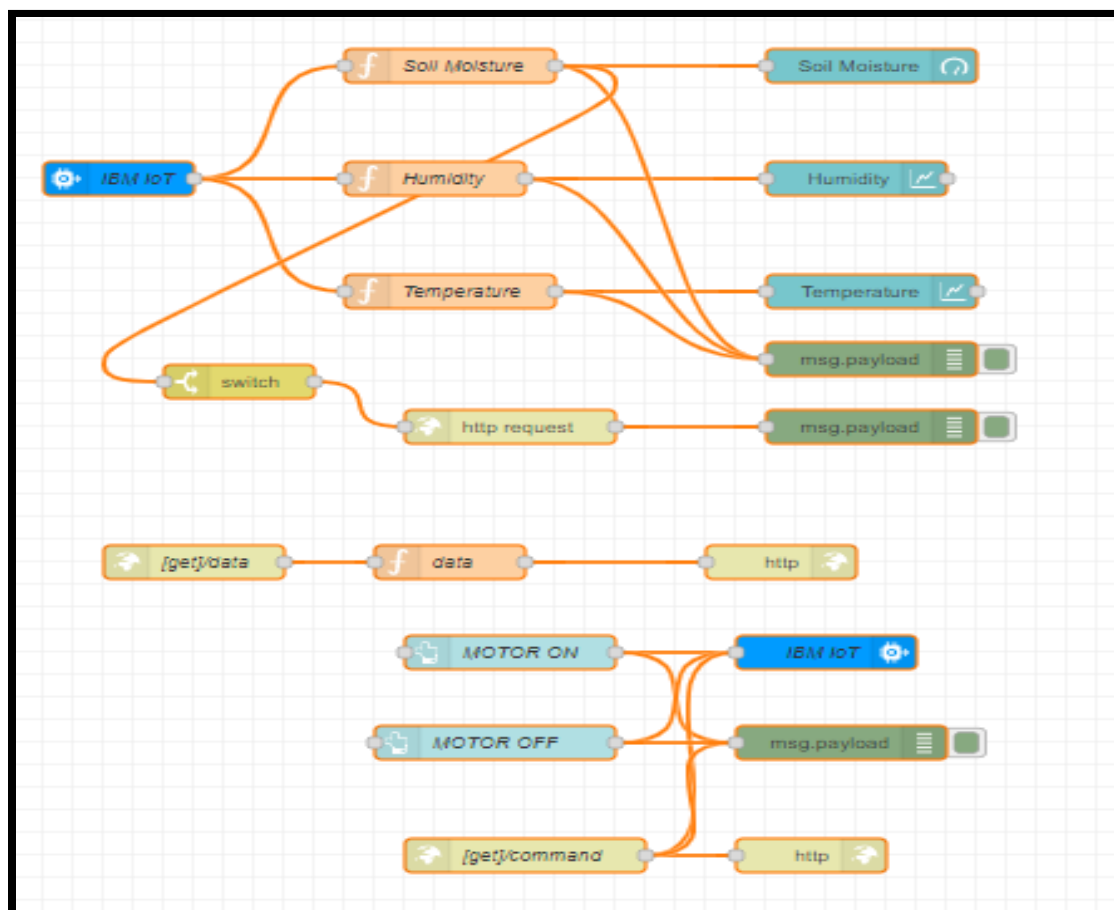 Soil Moisture
Soil Moisture
IBM IoT
Humidity
Humidity
Temperature
Temperature
msg.payload
switch
http request
msg.payload
[get]/data
data
http
MOTOR ON
IBM IoT
MOTOR OFF
msg.payload
[get]/command
http